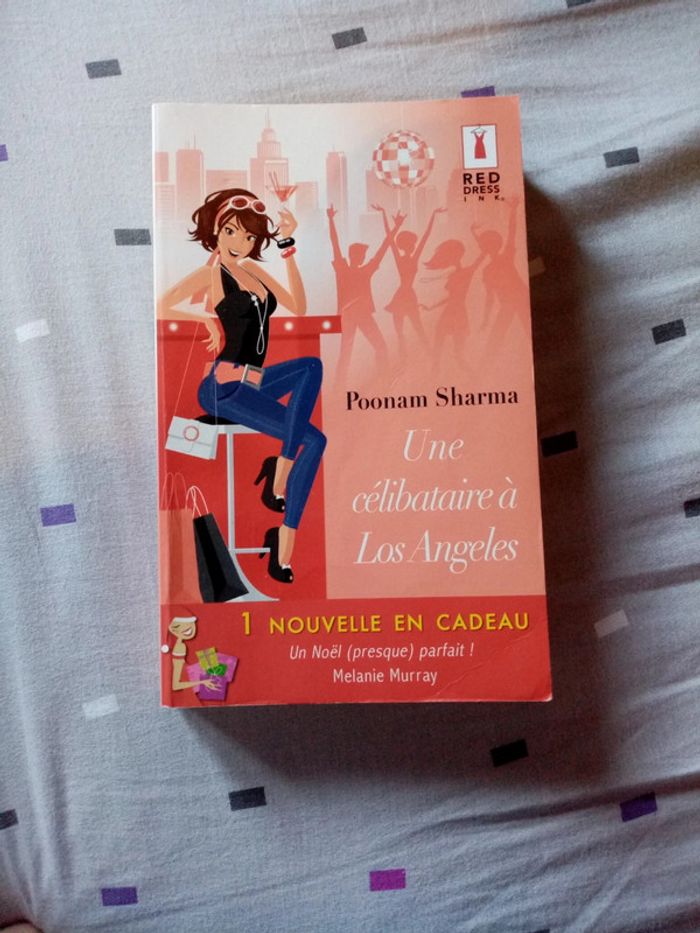 RED
DRESS
INK®
Poonam Sharma
Une
célibataire à
Los Angeles
1 NOUVELLE EN CADEAU
Un Noël (presque) parfait !
Melanie Murray